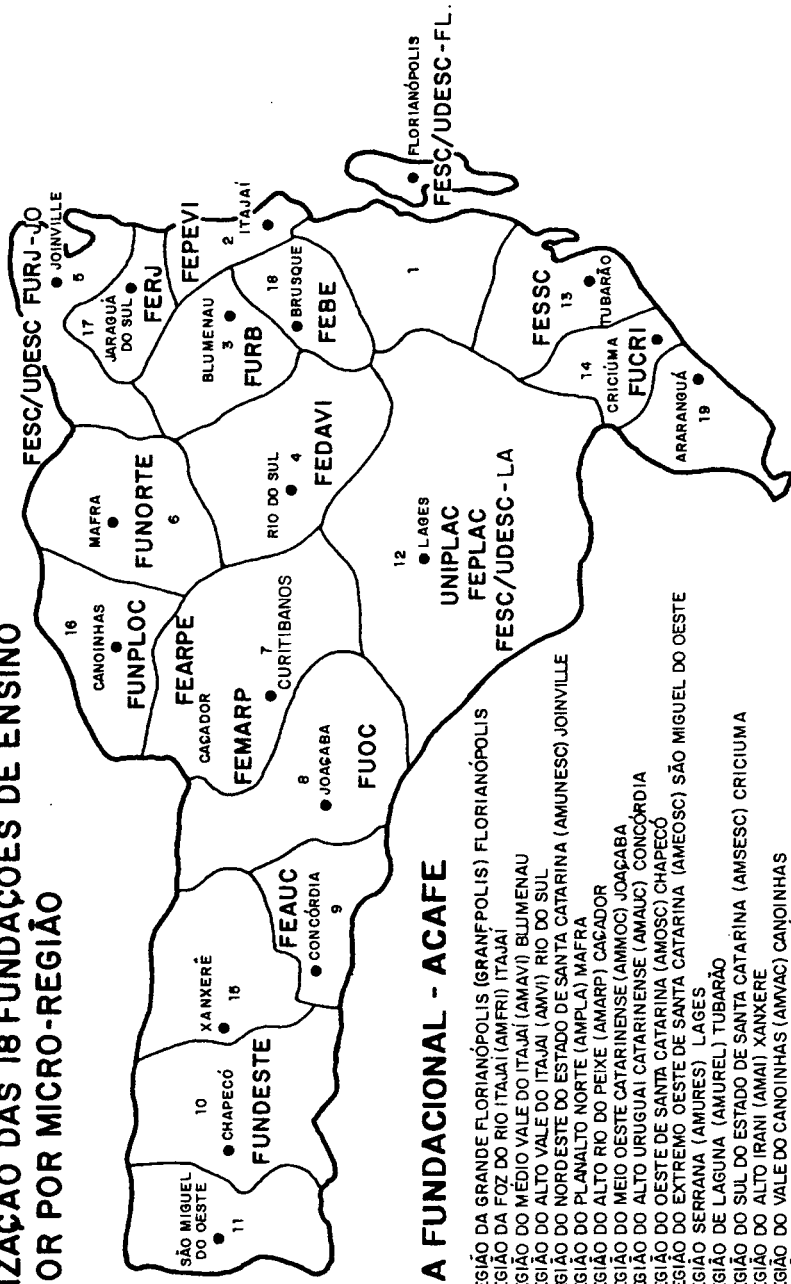 IZAÇÃO DAS 18 FUNDAÇÕES DE ENSINO
OR POR MICRO-REGIÃO
FESC/UDESC FURJ-JO
JOINVILLE
5
17
JARAGUÁ
DO SUL
FERJ
FEPEVI
2
ITAJAÍ
BLUMENAU
3
FURB
18
BRUSQUE
FEBE
FLORIANÓPOLIS
FESC/UDESC-FL.
1
MAFRA
FUNORTE
6
16
CANOINHAS
FUNPLOC
RIO DO SUL
4
FEDAVI
FEARPE
CAÇADOR
7
FEMARP
CURITIBANOS
8
JOAÇABA
FUOC
12
LAGES
UNIPLAC
FEPLAC
FESC/UDESC-LA
FESSC
13
TUBARÃO
14
CRICIÚMA
FUCRI
ARARANGUÁ
19
XANXERÊ
15
FEAUC
CONCÓRDIA
9
10
CHAPECÓ
FUNDESTE
SÃO MIGUEL
DO OESTE
11
A FUNDACIONAL - ACAFE
GIÃO DA GRANDE FLORIANÓPOLIS (GRANFPOLIS) FLORIANÓPOLIS
GIÃO DA FOZ DO RIO ITAJAÍ (AMFRI) ITAJAÍ
GIÃO DO MÉDIO VALE DO ITAJAÍ (AMAVI) BLUMENAU
GIÃO DO ALTO VALE DO ITAJAI (AMVI) RIO DO SUL
GIÃO DO NORDESTE DO ESTADO DE SANTA CATARINA (AMUNESC) JOINVILLE
GIÃO DO PLANALTO NORTE (AMPLA) MAFRA
GIÃO DO ALTO RIO DO PEIXE (AMARP) CAÇADOR
GIÃO DO MEIO OESTE CATARINENSE (AMMOC) JOAÇABA
GIÃO DO ALTO URUGUAI CATARINENSE (AMAUC) CONCÓRDIA
GIÃO DO OESTE DE SANTA CATARINA (AMOSC) CHAPECÓ
GIÃO DO EXTREMO OESTE DE SANTA CATARINA (AMEOSC) SÃO MIGUEL DO OESTE
GIÃO SERRANA (AMURES) LAGES
GIÃO DE LAGUNA (AMUREL) TUBARÃO
GIÃO DO SUL DO ESTADO DE SANTA CATARINA (AMSESC) CRICIUMA
GIÃO DO ALTO IRANI (AMAI) XANXERE
GIÃO DO VALE DO CANOINHAS (AMVAC) CANOINHAS